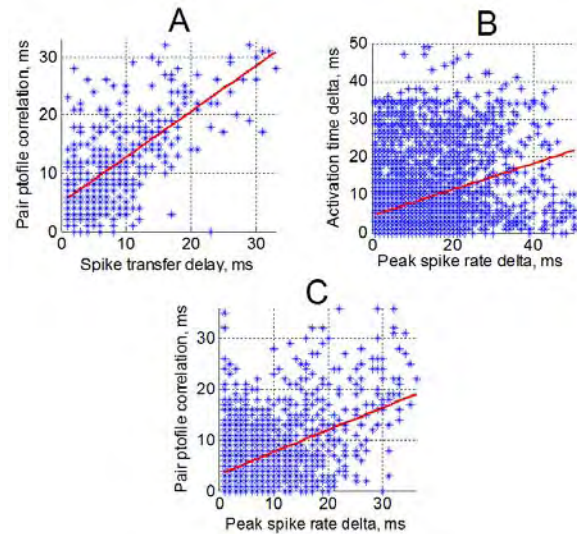 A
Pair ptofile correlation, ms
30
20
10
0
0
10
20
30
Spike transfer delay, ms
B
Activation time delta, ms
50
40
30
20
10
0
0
20
40
Peak spike rate delta, ms
C
Pair ptofile correlation, ms
30
20
10
0
0
10
20
30
Peak spike rate delta, ms